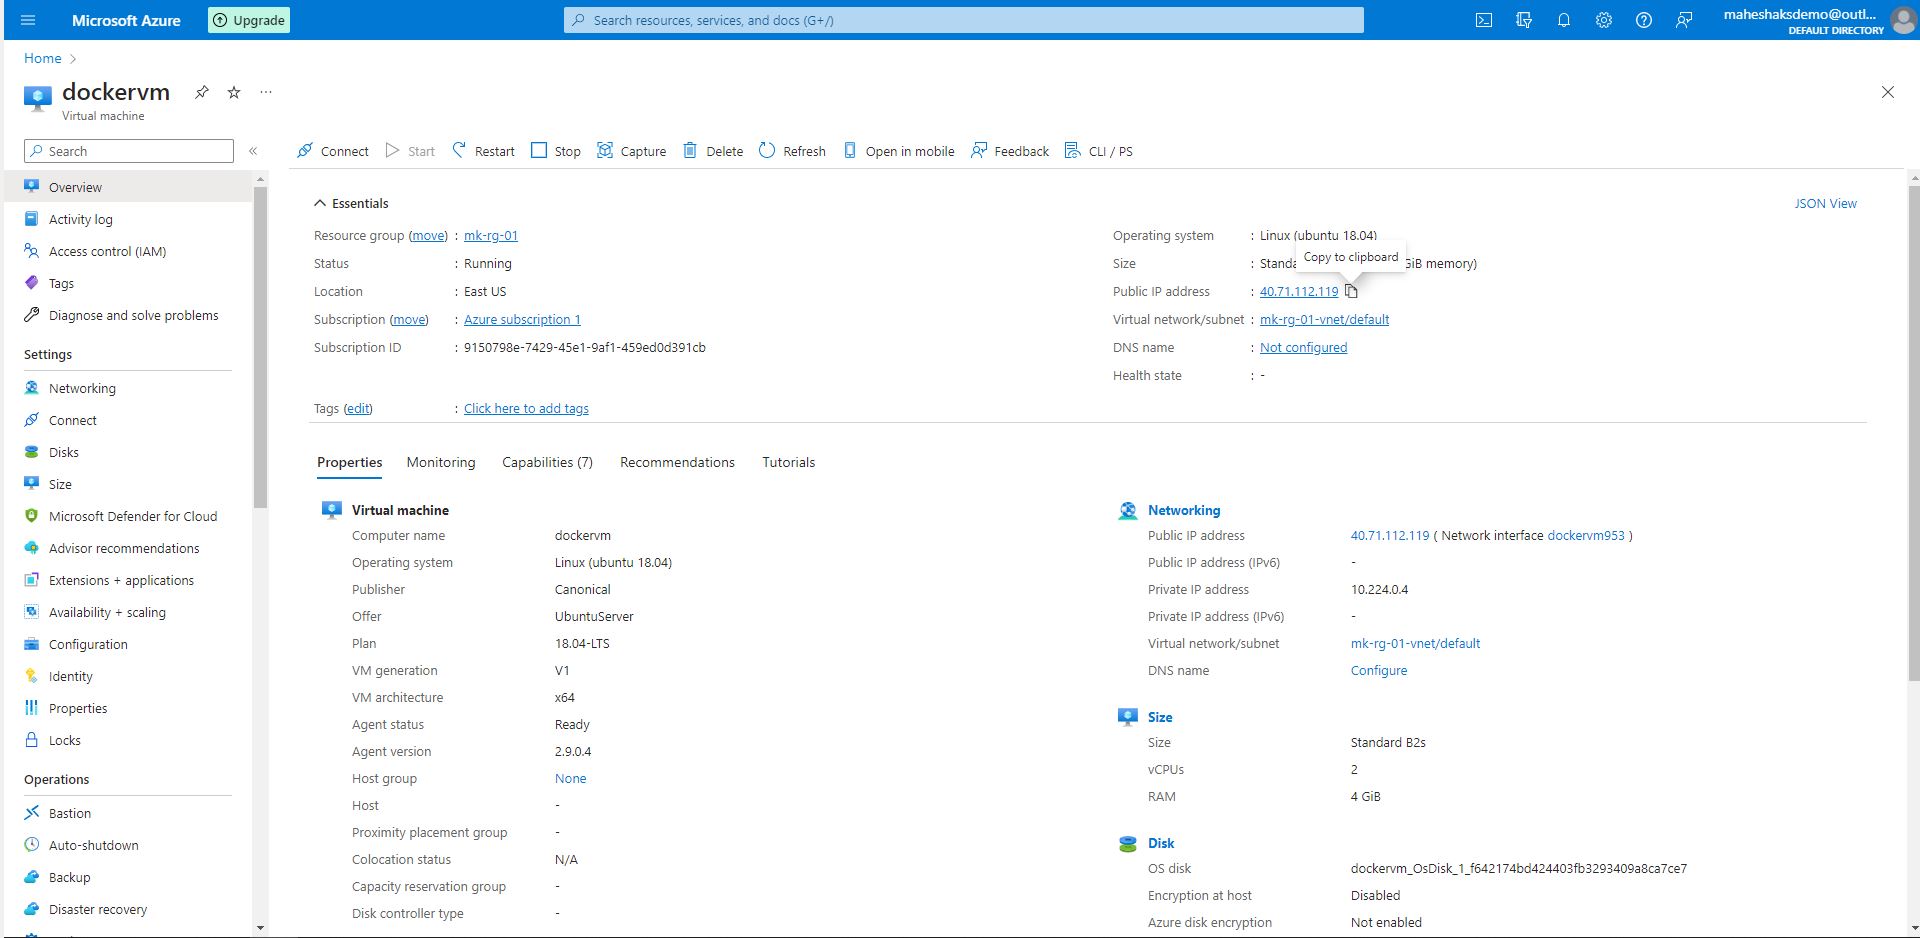 Microsoft Azure
Upgrade
Search resources, services, and docs (G+/)
maheshaksdemo@outl...
DEFAULT DIRECTORY
Home >
dockervm
Virtual machine
Search
«
Connect
Start
Restart
Stop
Capture
Delete
Refresh
Open in mobile
Feedback
CLI / PS
Overview
Activity log
Access control (IAM)
Tags
Diagnose and solve problems
Settings
Networking
Connect
Disks
Size
Microsoft Defender for Cloud
Advisor recommendations
Extensions + applications
Availability + scaling
Configuration
Identity
Properties
Locks
Operations
Bastion
Auto-shutdown
Backup
Disaster recovery
Essentials
JSON View
Resource group (move) : mk-rg-01
Status : Running
Location : East US
Subscription (move) : Azure subscription 1
Subscription ID : 9150798e-7429-45e1-9af1-459ed0d391cb
Tags (edit) : Click here to add tags
Operating system : Linux (ubuntu 18.04)
Copy to clipboard
Size : Standa GiB memory)
Public IP address : 40.71.112.119
Virtual network/subnet : mk-rg-01-vnet/default
DNS name : Not configured
Health state : -
Properties
Monitoring
Capabilities (7)
Recommendations
Tutorials
Virtual machine
Computer name dockervm
Operating system Linux (ubuntu 18.04)
Publisher Canonical
Offer UbuntuServer
Plan 18.04-LTS
VM generation V1
VM architecture x64
Agent status Ready
Agent version 2.9.0.4
Host group None
Host -
Proximity placement group -
Colocation status N/A
Capacity reservation group -
Disk controller type -
Networking
Public IP address 40.71.112.119 ( Network interface dockervm953 )
Public IP address (IPv6) -
Private IP address 10.224.0.4
Private IP address (IPv6) -
Virtual network/subnet mk-rg-01-vnet/default
DNS name Configure
Size
Size Standard B2s
vCPUs 2
RAM 4 GiB
Disk
OS disk dockervm_OsDisk_1_f642174bd424403fb3293409a8ca7ce7
Encryption at host Disabled
Azure disk encryption Not enabled